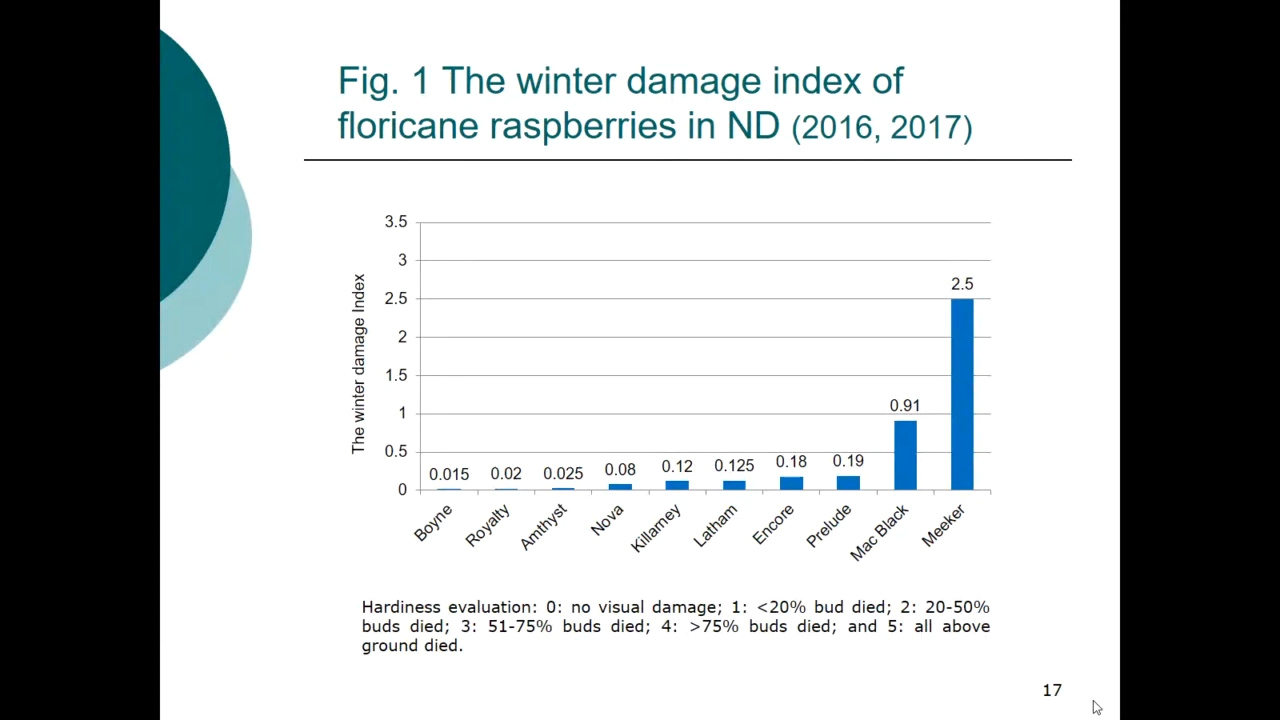 Fig. 1 The winter damage index of
floricane raspberries in ND (2016, 2017)
The winter damage Index
3.5
3
2.5
2
1.5
1
0.5
0
0.015
0.02
0.025
0.08
0.12
0.125
0.18
0.19
0.91
2.5
Boyne
Royalty
Amthyst
Nova
Killarney
Latham
Encore
Prelude
Mac Black
Meeker
Hardiness evaluation: 0: no visual damage; 1: <20% bud died; 2: 20-50%
buds died; 3: 51-75% buds died; 4: >75% buds died; and 5: all above
ground died.
17